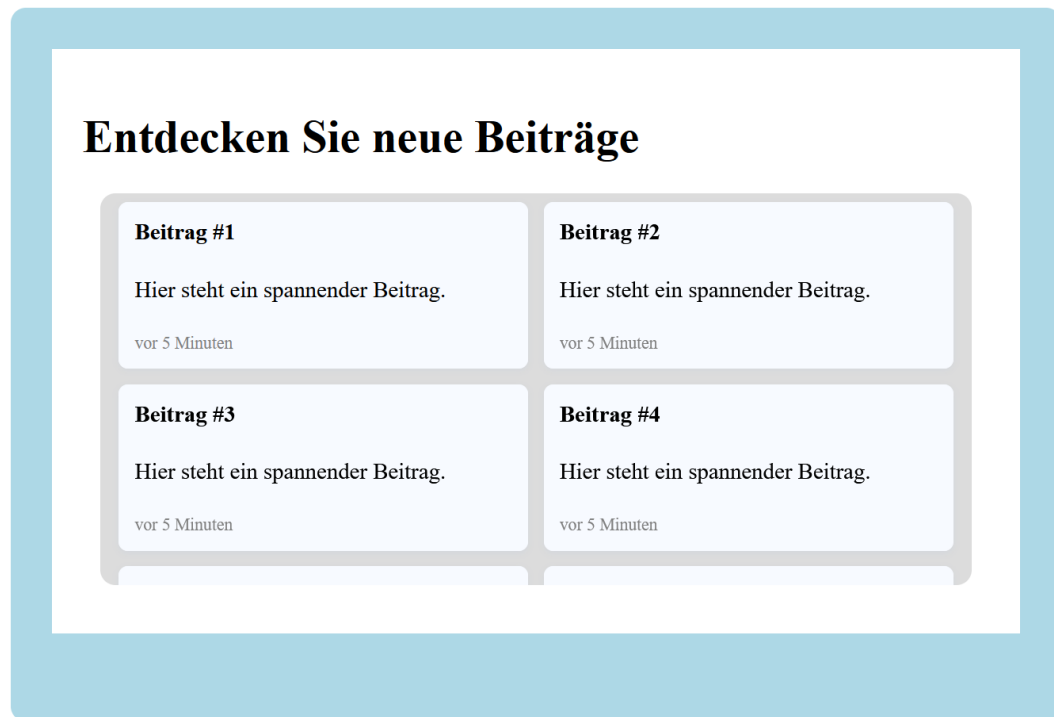 Entdecken Sie neue Beiträge
Beitrag #1
Hier steht ein spannender Beitrag.
vor 5 Minuten
Beitrag #2
Hier steht ein spannender Beitrag.
vor 5 Minuten
Beitrag #3
Hier steht ein spannender Beitrag.
vor 5 Minuten
Beitrag #4
Hier steht ein spannender Beitrag.
vor 5 Minuten